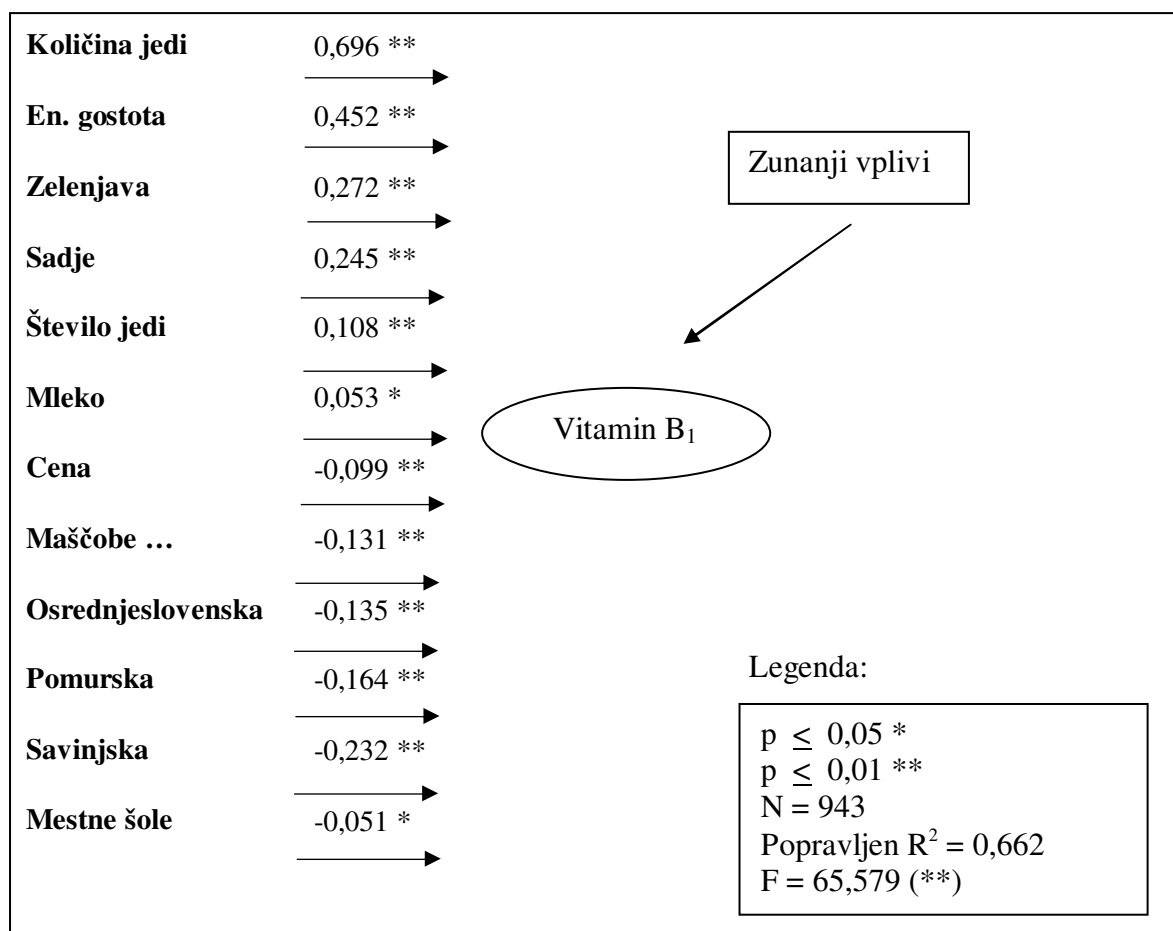 Količina jedi 0,696 **
En. gostota 0,452 **
Zunanji vplivi
Zelenjava 0,272 **
Sadje 0,245 **
Število jedi 0,108 **
Mleko 0,053 *
Vitamin B₁
Cena -0,099 **
Maščobe … -0,131 **
Osrednjeslovenska -0,135 **
Pomurska -0,164 **
Savinjska -0,232 **
Mestne šole -0,051 *
Legenda:
p ≤ 0,05 *
p ≤ 0,01 **
N = 943
Popravljen R² = 0,662
F = 65,579 (**)